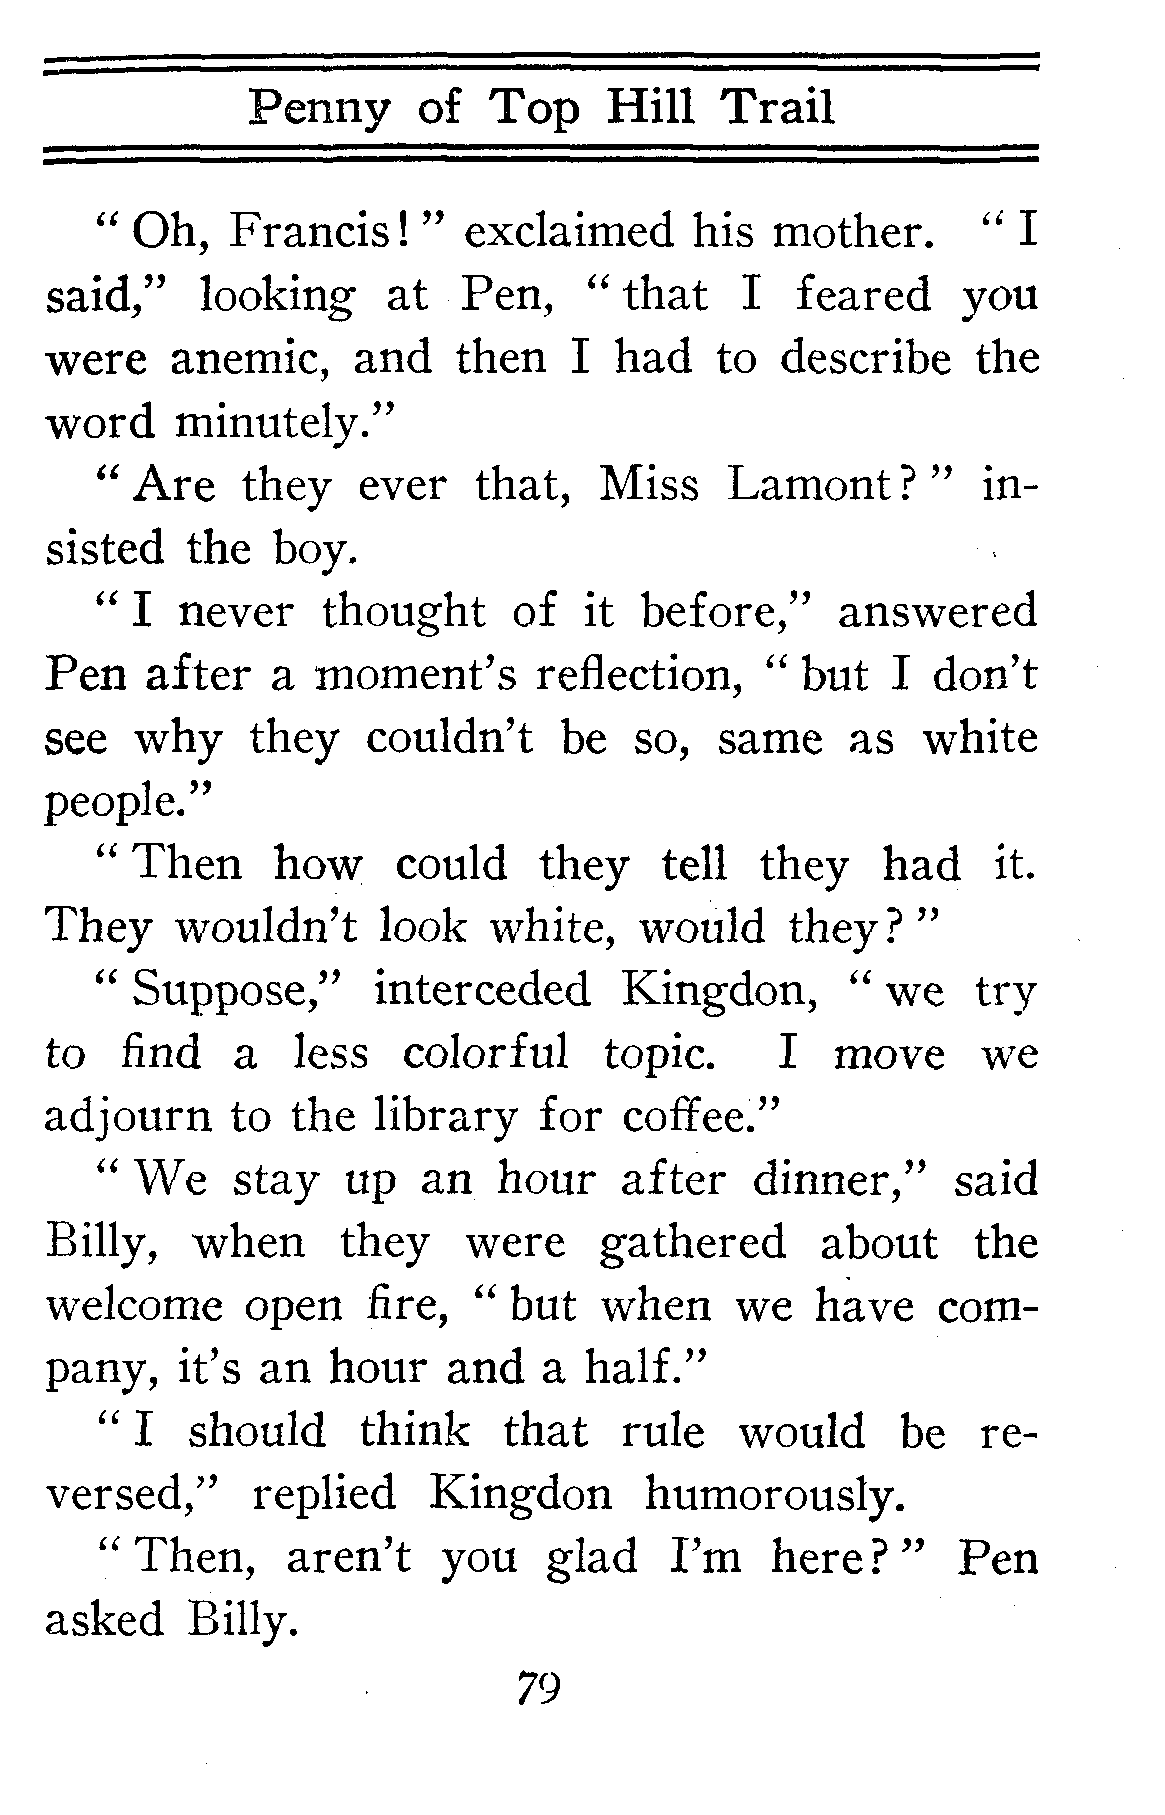 Penny of Top Hill Trail
“ Oh, Francis! ” exclaimed his mother. “ I
said,” looking at Pen, “ that I feared you
were anemic, and then I had to describe the
word minutely.”
“ Are they ever that, Miss Lamont? ” in-
sisted the boy.
“ I never thought of it before,” answered
Pen after a moment’s reflection, “ but I don’t
see why they couldn’t be so, same as white
people.”
“ Then how could they tell they had it.
They wouldn’t look white, would they? ”
“ Suppose,” interceded Kingdon, “ we try
to find a less colorful topic. I move we
adjourn to the library for coffee.”
“ We stay up an hour after dinner,” said
Billy, when they were gathered about the
welcome open fire, “ but when we have com-
pany, it’s an hour and a half.”
“ I should think that rule would be re-
versed,” replied Kingdon humorously.
“ Then, aren’t you glad I’m here? ” Pen
asked Billy.
79